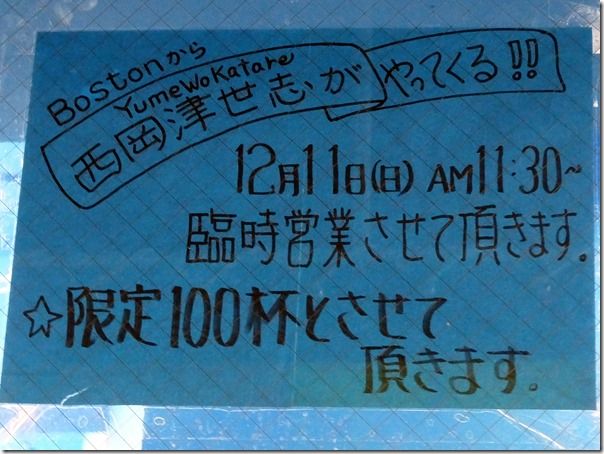 Bostonから
YumeWoKatare
西岡津世志がやってくる!!
12月11日(日) AM11:30~
臨時営業させて頂きます。
☆限定100杯とさせて
頂きます。